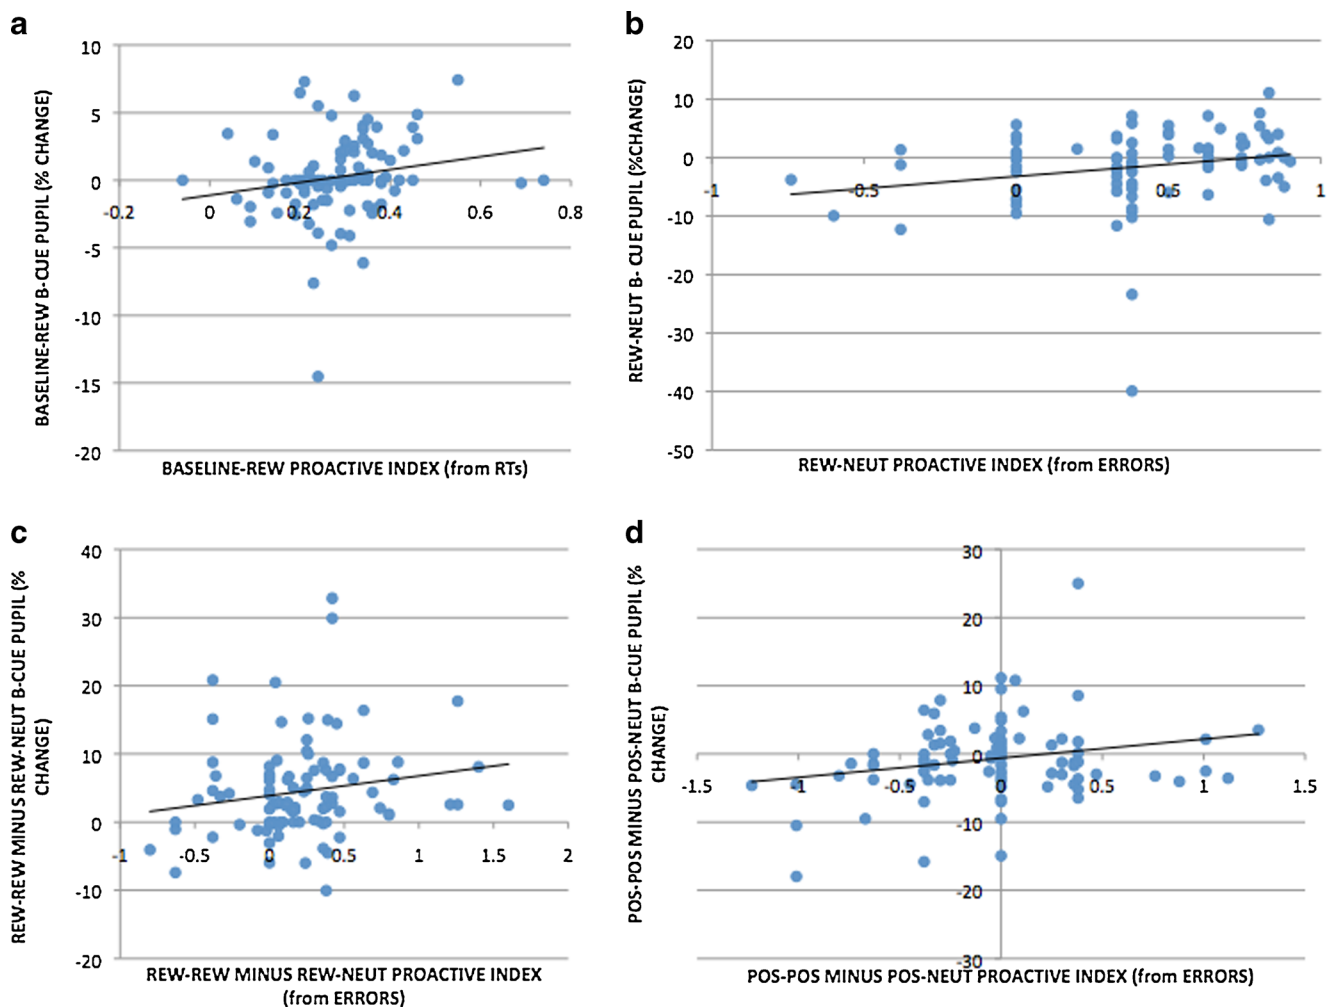 a
10
5
0
-5
-10
-15
-20
-0.2 0 0.2 0.4 0.6 0.8
BASELINE-REW B-CUE PUPIL (% CHANGE)
BASELINE-REW PROACTIVE INDEX (from RTs)
b
20
10
0
-10
-20
-30
-40
-50
-1 -0.5 0 0.5 1
REW-NEUT B- CUE PUPIL (%CHANGE)
REW-NEUT PROACTIVE INDEX (from ERRORS)
c
40
30
20
10
0
-10
-20
-1 -0.5 0 0.5 1 1.5 2
REW-REW MINUS REW-NEUT B-CUE PUPIL (%
CHANGE)
REW-REW MINUS REW-NEUT PROACTIVE INDEX
(from ERRORS)
d
30
20
10
0
-10
-20
-30
-1.5 -1 -0.5 0 0.5 1 1.5
POS-POS MINUS POS-NEUT B-CUE PUPIL (%
CHANGE)
POS-POS MINUS POS-NEUT PROACTIVE INDEX (from ERRORS)